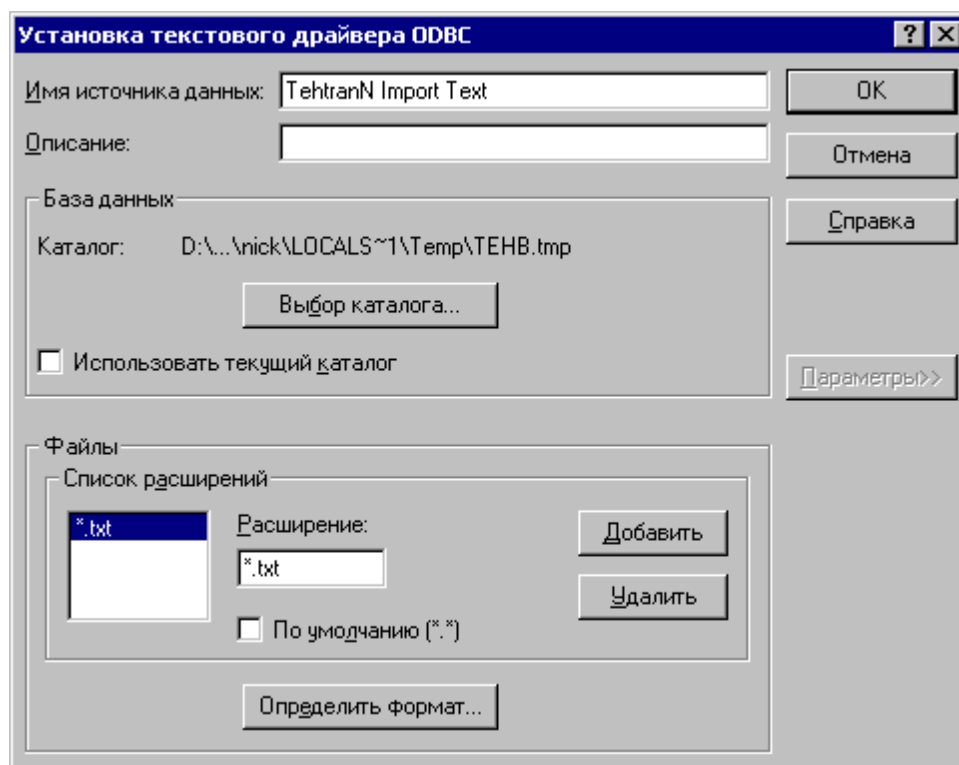 Установка текстового драйвера ODBC
Имя источника данных: TehtranN Import Text
OK
Описание:
Отмена
База данных
Справка
Каталог: D:\...\nick\LOCALS~1\Temp\TEHB.tmp
Выбор каталога...
Использовать текущий каталог
Параметры>>
Файлы
Список расширений
*.txt
Расширение:
Добавить
*.txt
Удалить
По умолчанию (*.*)
Определить формат...